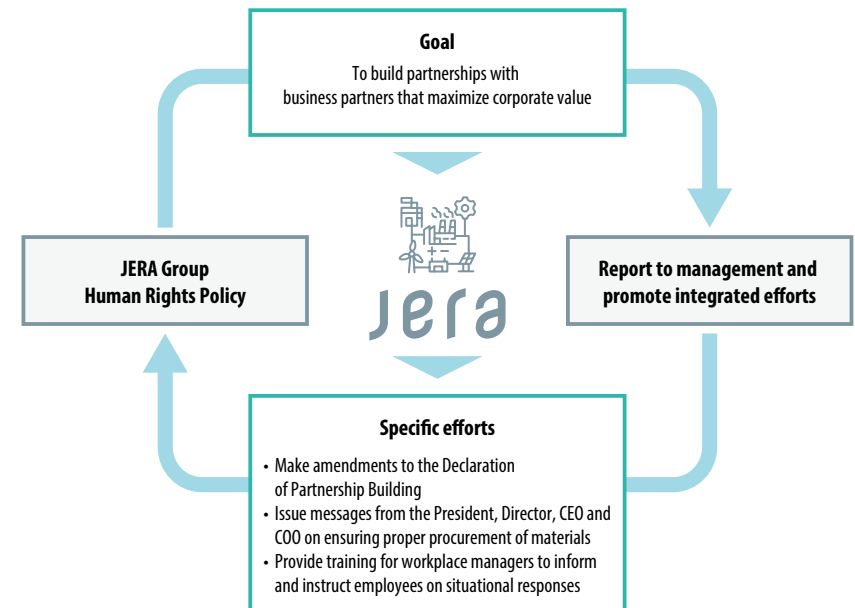 Goal
To build partnerships with
business partners that maximize corporate value
JERA Group
Human Rights Policy
jera
Report to management and
promote integrated efforts
Specific efforts
• Make amendments to the Declaration
of Partnership Building
• Issue messages from the President, Director, CEO and
COO on ensuring proper procurement of materials
• Provide training for workplace managers to inform
and instruct employees on situational responses